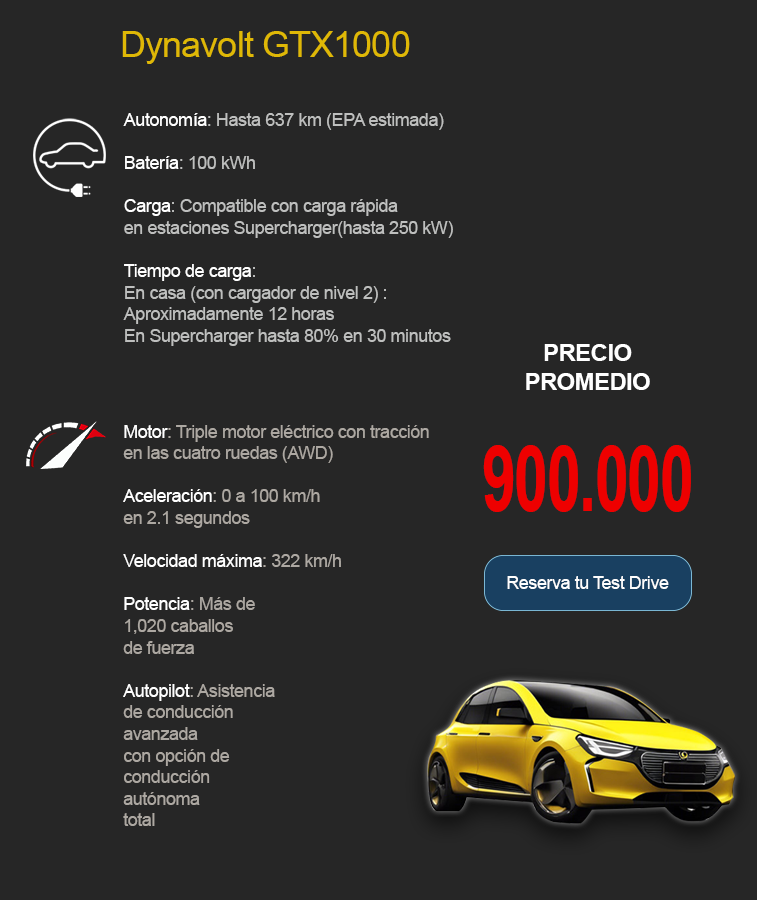 Dynavolt GTX1000
Autonomía: Hasta 637 km (EPA estimada)
Batería: 100 kWh
Carga: Compatible con carga rápida
en estaciones Supercharger(hasta 250 kW)
Tiempo de carga:
En casa (con cargador de nivel 2) :
Aproximadamente 12 horas
En Supercharger hasta 80% en 30 minutos
Motor: Triple motor eléctrico con tracción
en las cuatro ruedas (AWD)
Aceleración: 0 a 100 km/h
en 2.1 segundos
Velocidad máxima: 322 km/h
Potencia: Más de
1,020 caballos
de fuerza
Autopilot: Asistencia
de conducción
avanzada
con opción de
conducción
autónoma
total
PRECIO
PROMEDIO
900.000
Reserva tu Test Drive